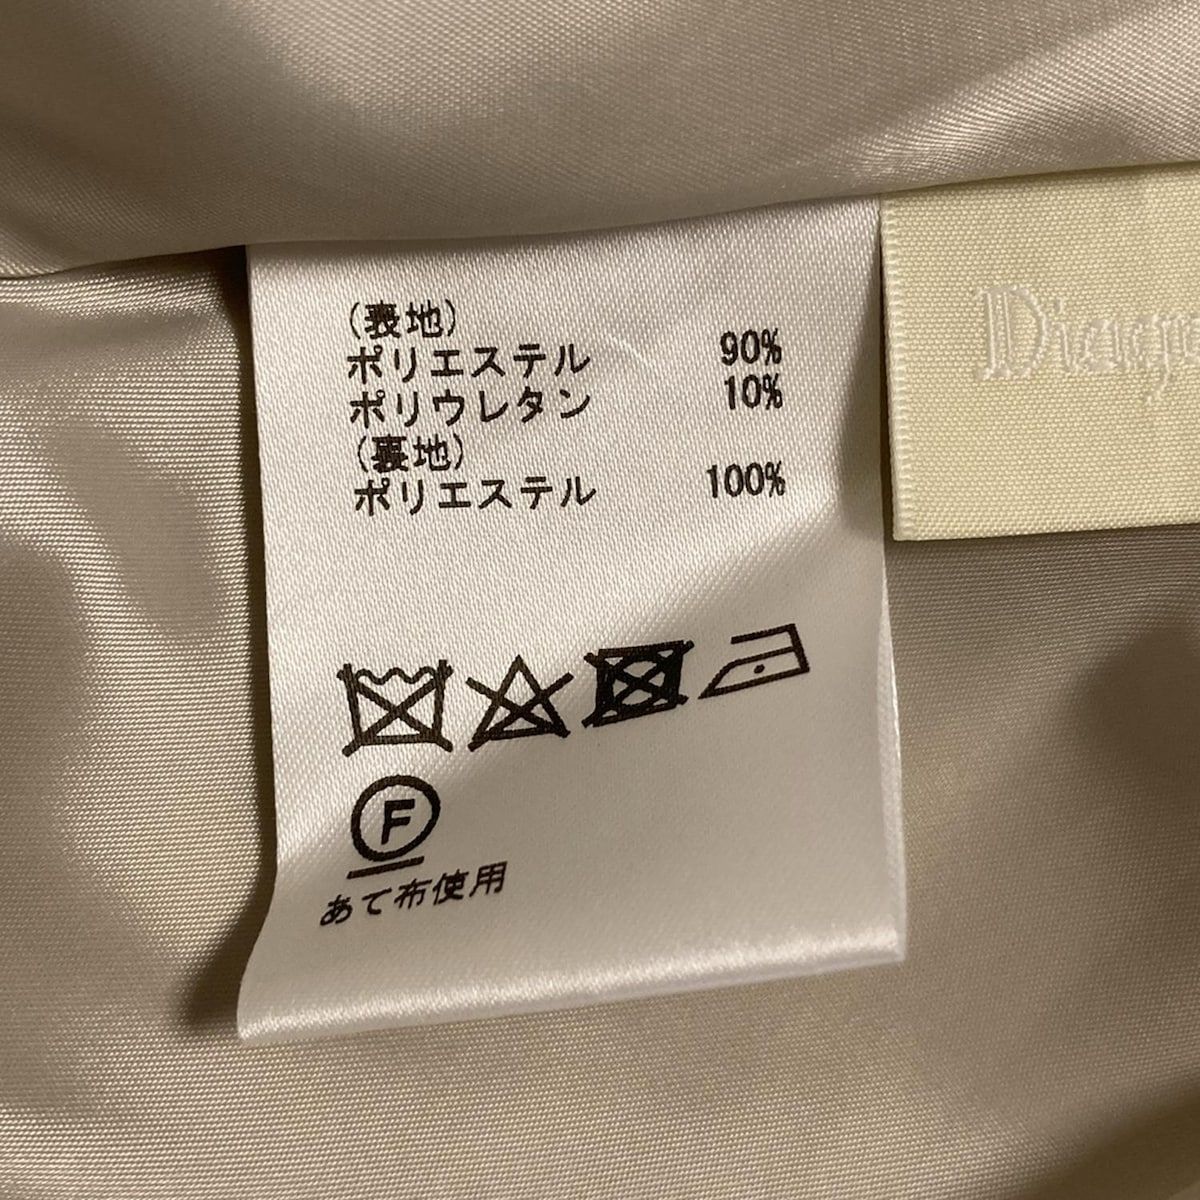 (表地)
ポリエステル 90%
ポリウレタン 10%
(裏地)
ポリエステル 100%
F
あて布使用